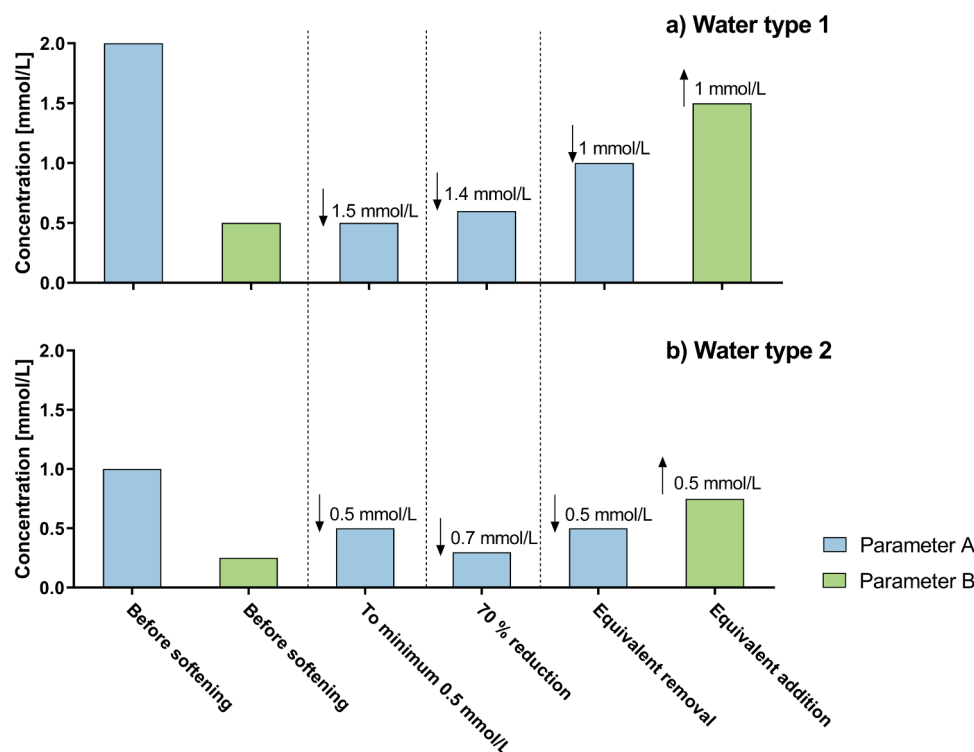 a) Water type 1
Concentration [mmol/L]
2.0
1.5
1.0
0.5
0.0
1.5 mmol/L
1.4 mmol/L
1 mmol/L
1 mmol/L
b) Water type 2
Concentration [mmol/L]
2.0
1.5
1.0
0.5
0.0
0.5 mmol/L
0.7 mmol/L
0.5 mmol/L
0.5 mmol/L
Parameter A
Parameter B
Before softening
Before softening
To minimum 0.5 mmol/L
70 % reduction
Equivalent removal
Equivalent addition